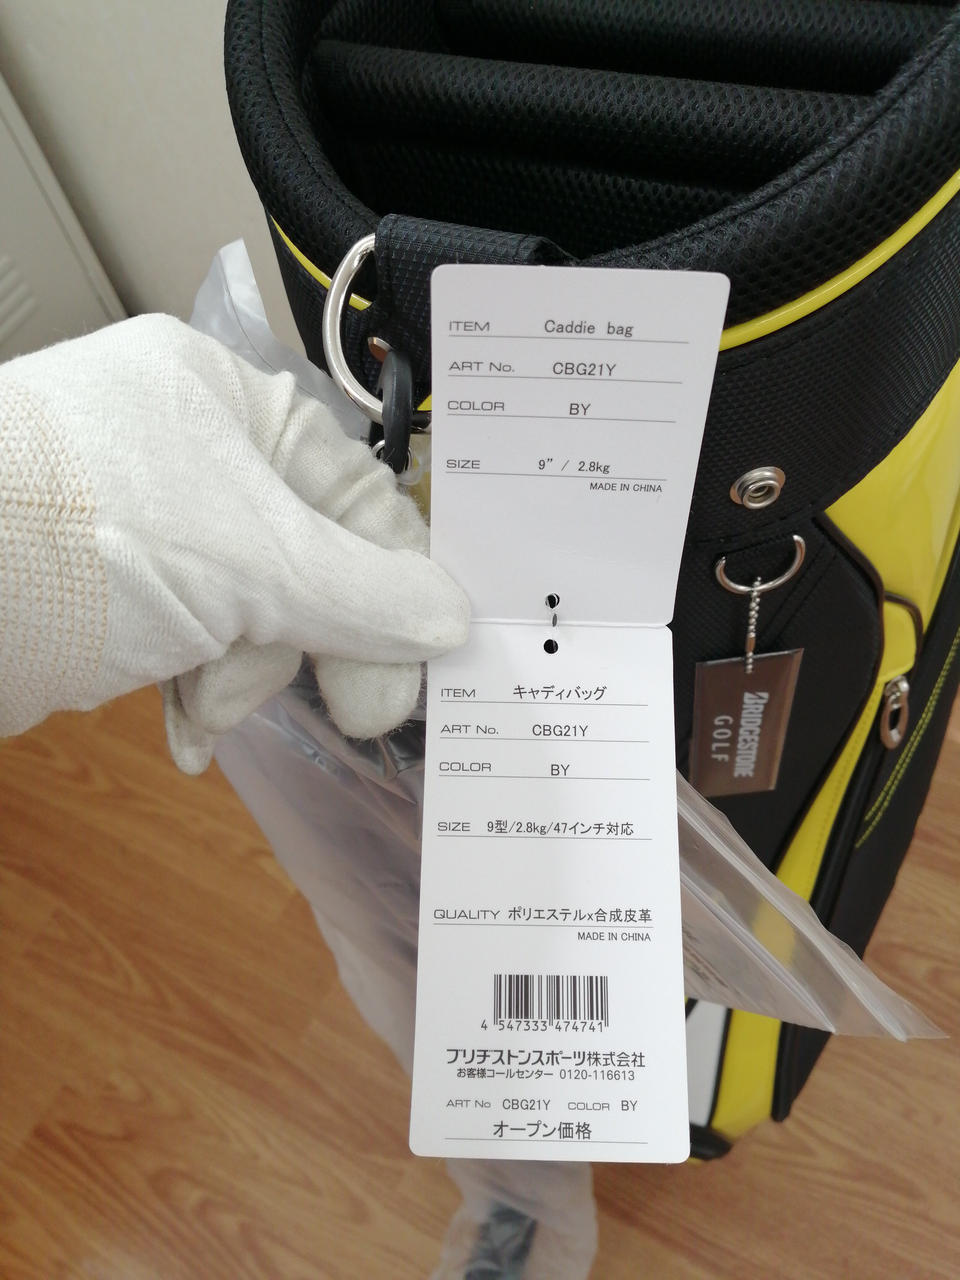 ITEM Caddie bag
ART No. CBG21Y
COLOR BY
SIZE 9” / 2.8kg
MADE IN CHINA
ITEM キャディバッグ
ART No. CBG21Y
COLOR BY
SIZE 9型/2.8kg/47インチ対応
QUALITY ポリエステルx合成皮革
MADE IN CHINA
4 547333 474741
ブリヂストンスポーツ株式会社
お客様コールセンター 0120-116613
ART No CBG21Y COLOR BY
オープン価格
BRIDGESTONE
GOLF